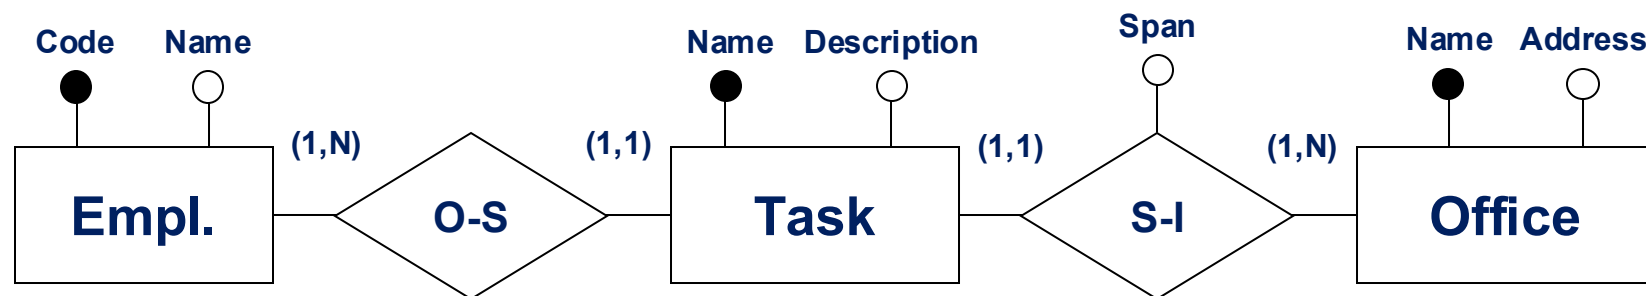 Span
Code Name Name Description Name Address
(1,N) (1,1) (1,1) (1,N)
Empl. O-S Task S-I Office